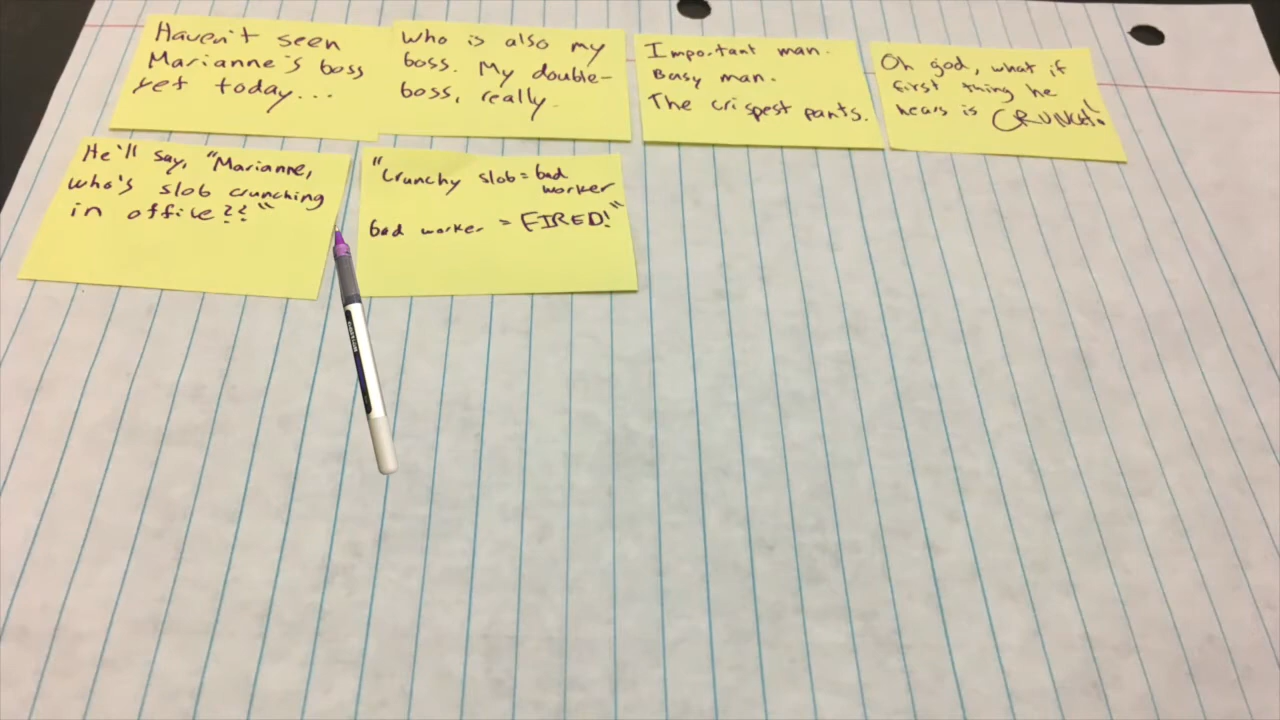 Haven't seen
Marianne's boss
yet today...
Who is also my
boss. My double-
boss, really.
Important man.
Busy man.
The crispest pants.
Oh god, what if
first thing he
hears is CRUNCH!
He'll say, "Marianne,
who's slob crunching
in office??"
"Crunchy slob = bad
worker
bad worker = FIRED!"